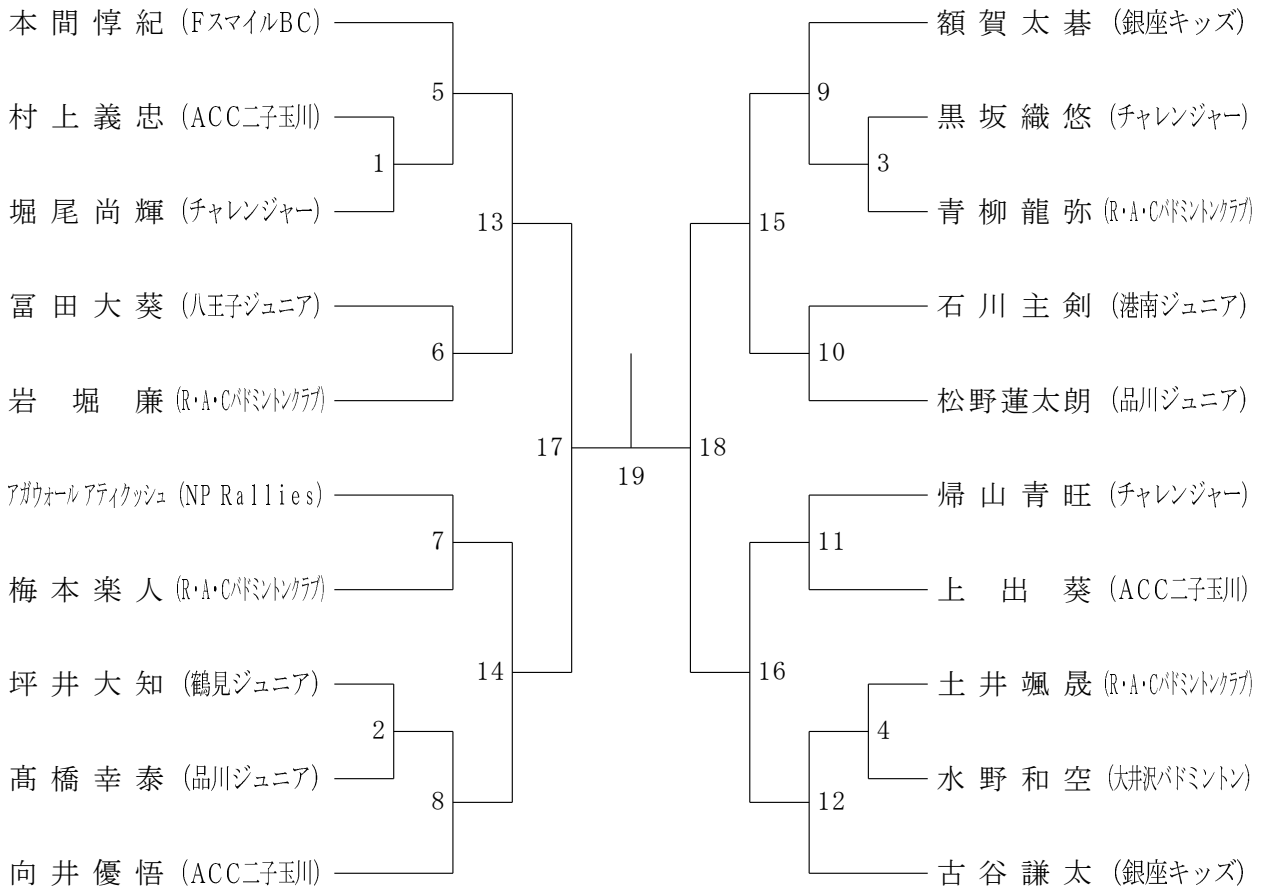 本間惇紀 (FスマイルBC)
5
村上義忠 (ACC二子玉川)
1
堀尾尚輝 (チャレンジャー)
13
冨田大葵 (八王子ジュニア)
6
岩堀廉 (R・A・Cバドミントンクラブ)
17
アガウォール アティクッシュ (NP Rallies)
7
梅本楽人 (R・A・Cバドミントンクラブ)
14
坪井大知 (鶴見ジュニア)
2
髙橋幸泰 (品川ジュニア)
8
向井優悟 (ACC二子玉川)
19
額賀太碁 (銀座キッズ)
9
黒坂織悠 (チャレンジャー)
3
青柳龍弥 (R・A・Cバドミントンクラブ)
15
石川主剣 (港南ジュニア)
10
松野蓮太朗 (品川ジュニア)
18
帰山青旺 (チャレンジャー)
11
上出葵 (ACC二子玉川)
16
土井颯晟 (R・A・Cバドミントンクラブ)
4
水野和空 (大井沢バドミントン)
12
古谷謙太 (銀座キッズ)